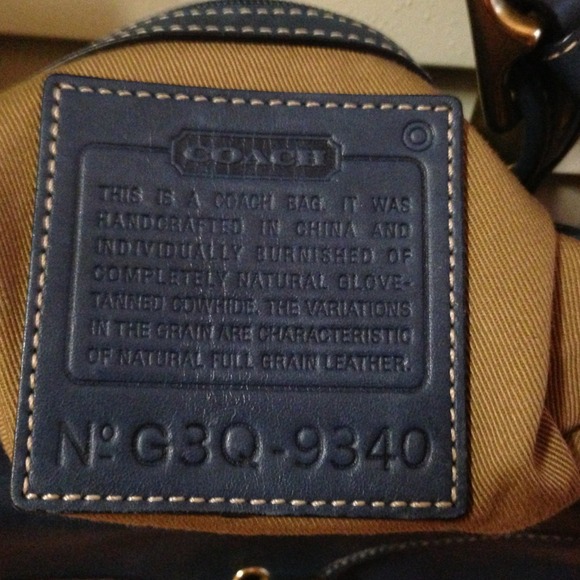 ©
COACH
THIS IS A COACH BAG. IT WAS
HANDCRAFTED IN CHINA AND
INDIVIDUALLY BURNISHED OF
COMPLETELY NATURAL GLOVE-
TANNED COWHIDE. THE VARIATIONS
IN THE GRAIN ARE CHARACTERISTIC
OF NATURAL FULL GRAIN LEATHER.
Nº G3Q-9340